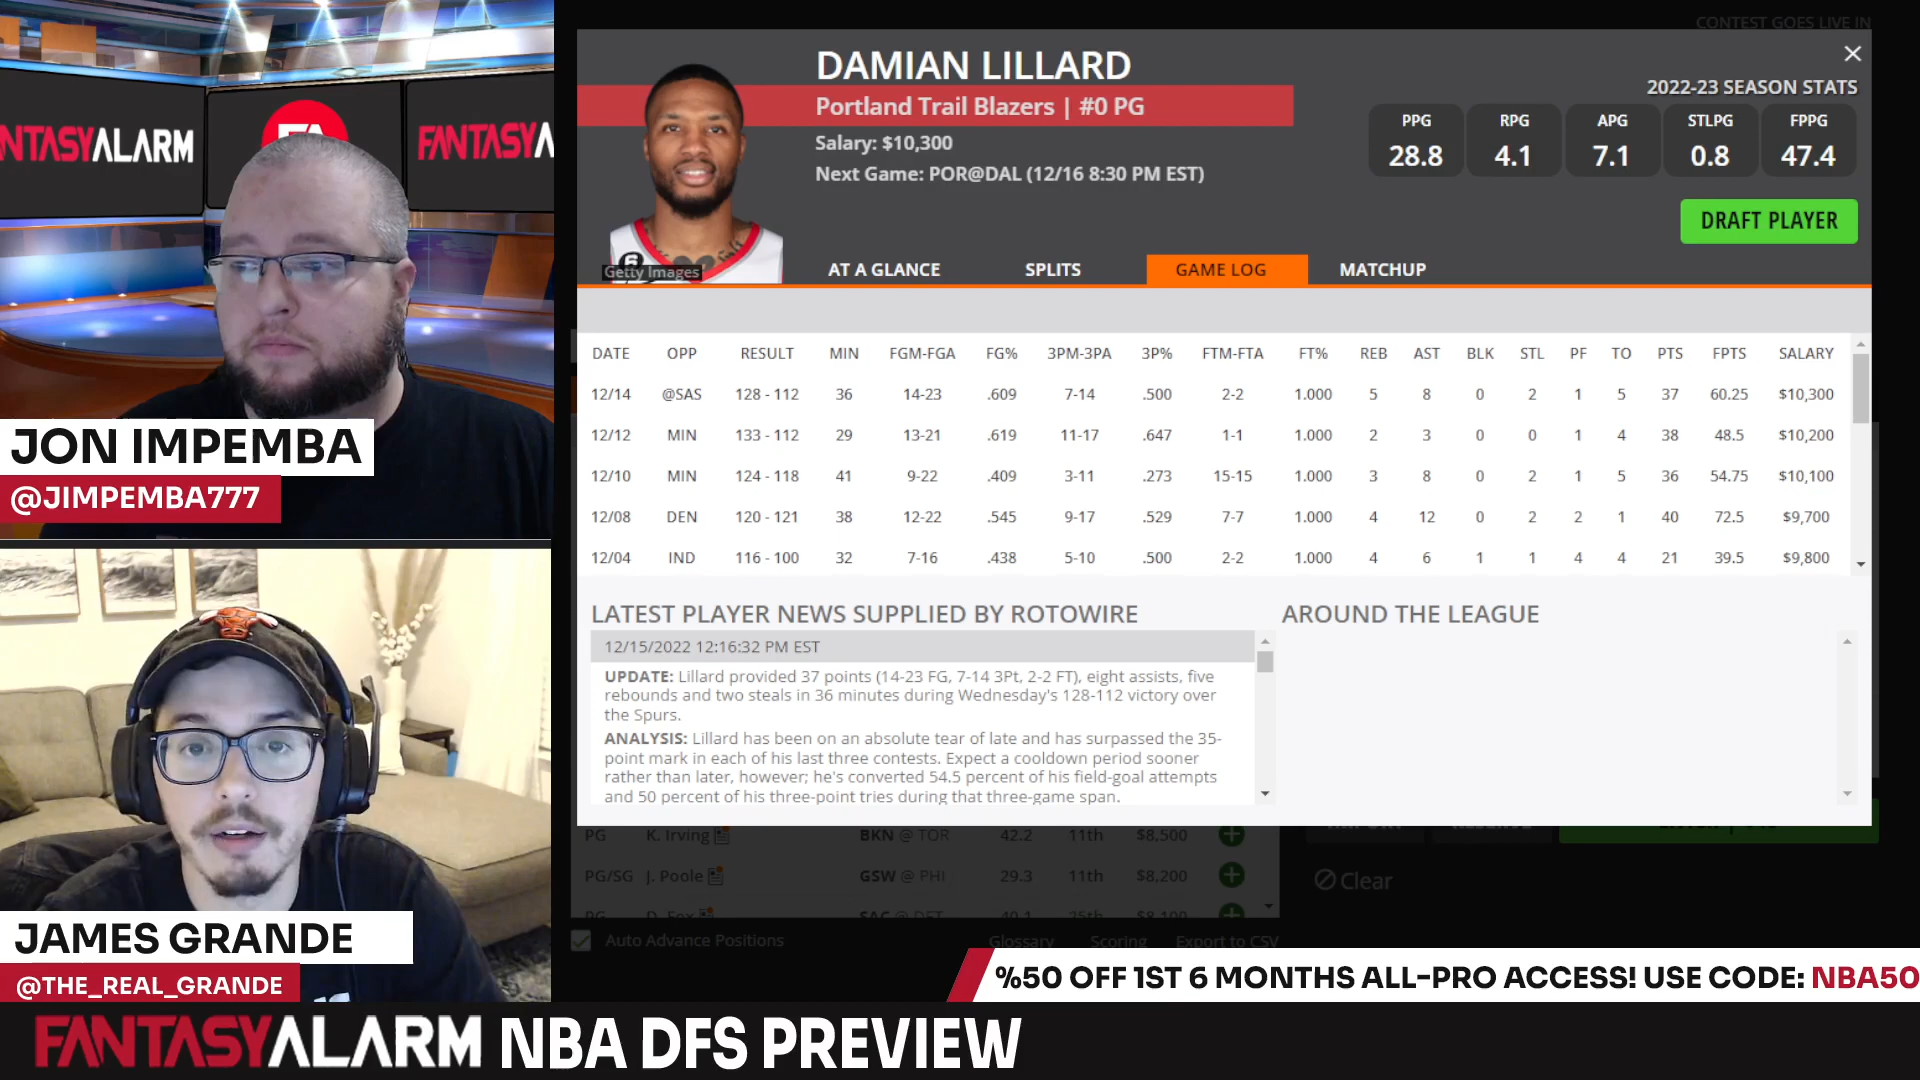 CONTEST GOES LIVE IN
NTASYALARM
FA
FANTASYA
JON IMPEMBA
@JIMPEMBA777
JAMES GRANDE
@THE_REAL_GRANDE
DAMIAN LILLARD
Portland Trail Blazers | #0 PG
Salary: $10,300
Next Game: POR@DAL (12/16 8:30 PM EST)
Getty Images
2022-23 SEASON STATS
PPG RPG APG STLPG FPPG
28.8 4.1 7.1 0.8 47.4
DRAFT PLAYER
AT A GLANCE SPLITS GAME LOG MATCHUP
DATE OPP RESULT MIN FGM-FGA FG% 3PM-3PA 3P% FTM-FTA FT% REB AST BLK STL PF TO PTS FPTS SALARY
12/14 @SAS 128 - 112 36 14-23 .609 7-14 .500 2-2 1.000 5 8 0 2 1 5 37 60.25 $10,300
12/12 MIN 133 - 112 29 13-21 .619 11-17 .647 1-1 1.000 2 3 0 0 1 4 38 48.5 $10,200
12/10 MIN 124 - 118 41 9-22 .409 3-11 .273 15-15 1.000 3 8 0 2 1 5 36 54.75 $10,100
12/08 DEN 120 - 121 38 12-22 .545 9-17 .529 7-7 1.000 4 12 0 2 2 1 40 72.5 $9,700
12/04 IND 116 - 100 32 7-16 .438 5-10 .500 2-2 1.000 4 6 1 1 4 4 21 39.5 $9,800
LATEST PLAYER NEWS SUPPLIED BY ROTOWIRE
12/15/2022 12:16:32 PM EST
UPDATE: Lillard provided 37 points (14-23 FG, 7-14 3Pt, 2-2 FT), eight assists, five
rebounds and two steals in 36 minutes during Wednesday's 128-112 victory over
the Spurs.
ANALYSIS: Lillard has been on an absolute tear of late and has surpassed the 35-
point mark in each of his last three contests. Expect a cooldown period sooner
rather than later, however; he's converted 54.5 percent of his field-goal attempts
and 50 percent of his three-point tries during that three-game span.
AROUND THE LEAGUE
PG K. Irving BKN @ TOR 42.2 11th $8,500
PG/SG J. Poole GSW @ PHI 29.3 11th $8,200
PG D. Fox SAC @ DET 40.1 25th $8,100
Clear
Auto Advance Positions
Glossary Scoring Export to CSV
%50 OFF 1ST 6 MONTHS ALL-PRO ACCESS! USE CODE: NBA50
FANTASYALARM NBA DFS PREVIEW